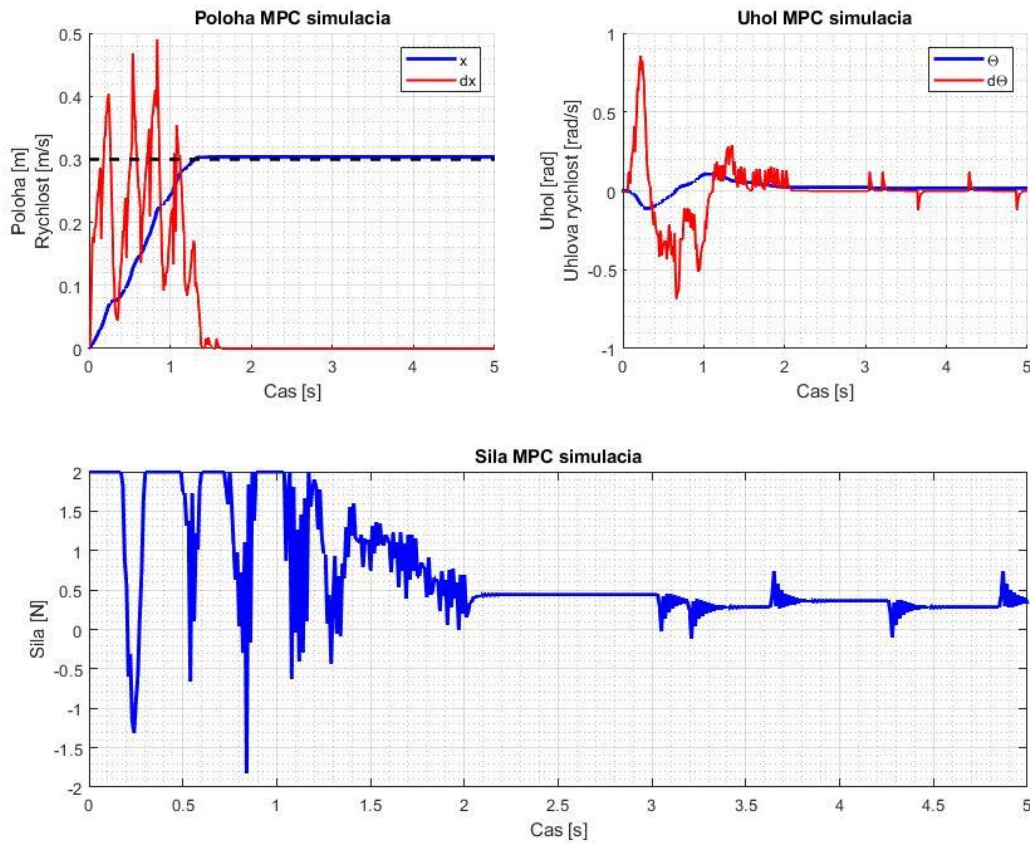 Poloha MPC simulacia
Poloha [m]
Rychlost [m/s]
0.5
0.4
0.3
0.2
0.1
0
x
dx
0 1 2 3 4 5
Cas [s]
Uhol MPC simulacia
Uhol [rad]
Uhlova rychlost [rad/s]
1
0.5
0
-0.5
-1
Θ
dΘ
0 1 2 3 4 5
Cas [s]
Sila MPC simulacia
Sila [N]
2
1.5
1
0.5
0
-0.5
-1
-1.5
-2
0 0.5 1 1.5 2 2.5 3 3.5 4 4.5 5
Cas [s]